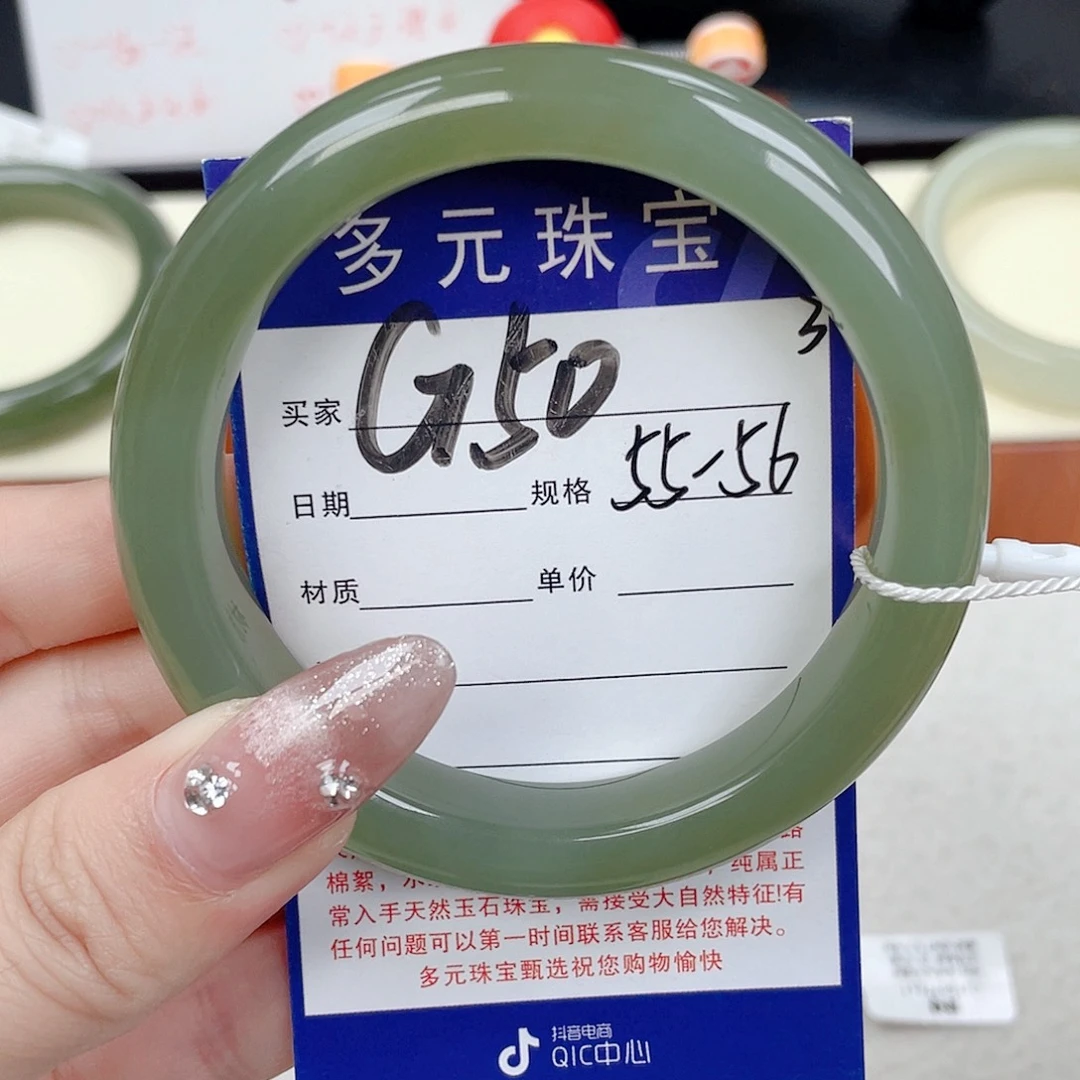 多元珠宝
买家 G50
日期 规格 55-56
材质 单价
棉絮, 纯属正
常入手天然玉石珠宝，需接受大自然特征!有
任何问题可以第一时间联系客服给您解决。
多元珠宝甄选祝您购物愉快
抖音电商
QIC中心